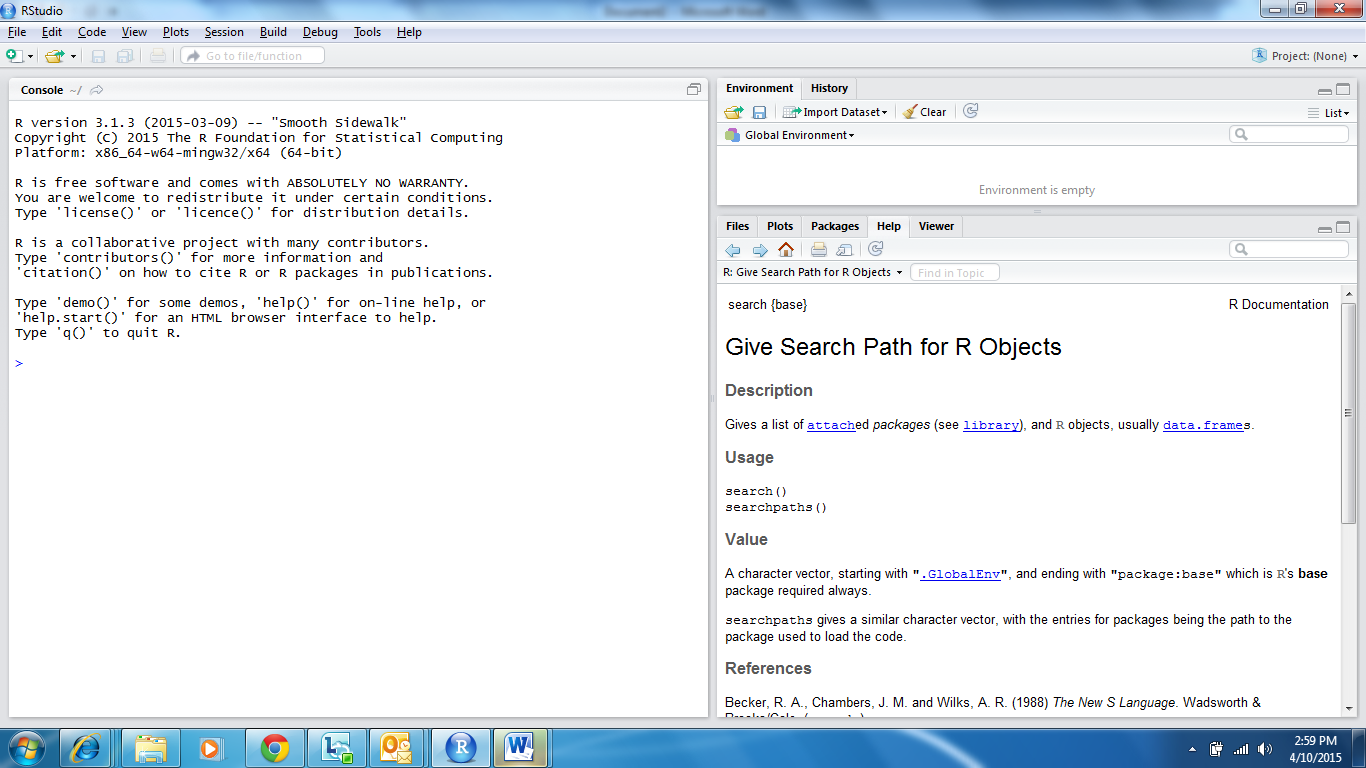 RStudio
File Edit Code View Plots Session Build Debug Tools Help
Go to file/function
Project: (None)
Console ~/
R version 3.1.3 (2015-03-09) -- "Smooth Sidewalk"
Copyright (C) 2015 The R Foundation for Statistical Computing
Platform: x86_64-w64-mingw32/x64 (64-bit)
R is free software and comes with ABSOLUTELY NO WARRANTY.
You are welcome to redistribute it under certain conditions.
Type 'license()' or 'licence()' for distribution details.
R is a collaborative project with many contributors.
Type 'contributors()' for more information and
'citation()' on how to cite R or R packages in publications.
Type 'demo()' for some demos, 'help()' for on-line help, or
'help.start()' for an HTML browser interface to help.
Type 'q()' to quit R.
>
Environment History
Import Dataset Clear List
Global Environment
Environment is empty
Files Plots Packages Help Viewer
R: Give Search Path for R Objects Find in Topic
search {base} R Documentation
Give Search Path for R Objects
Description
Gives a list of attached packages (see library), and R objects, usually data.frames.
Usage
search()
searchpaths()
Value
A character vector, starting with ".GlobalEnv", and ending with "package:base" which is R's base
package required always.
searchpaths gives a similar character vector, with the entries for packages being the path to the
package used to load the code.
References
Becker, R. A., Chambers, J. M. and Wilks, A. R. (1988) The New S Language. Wadsworth &
2:59 PM
4/10/2015